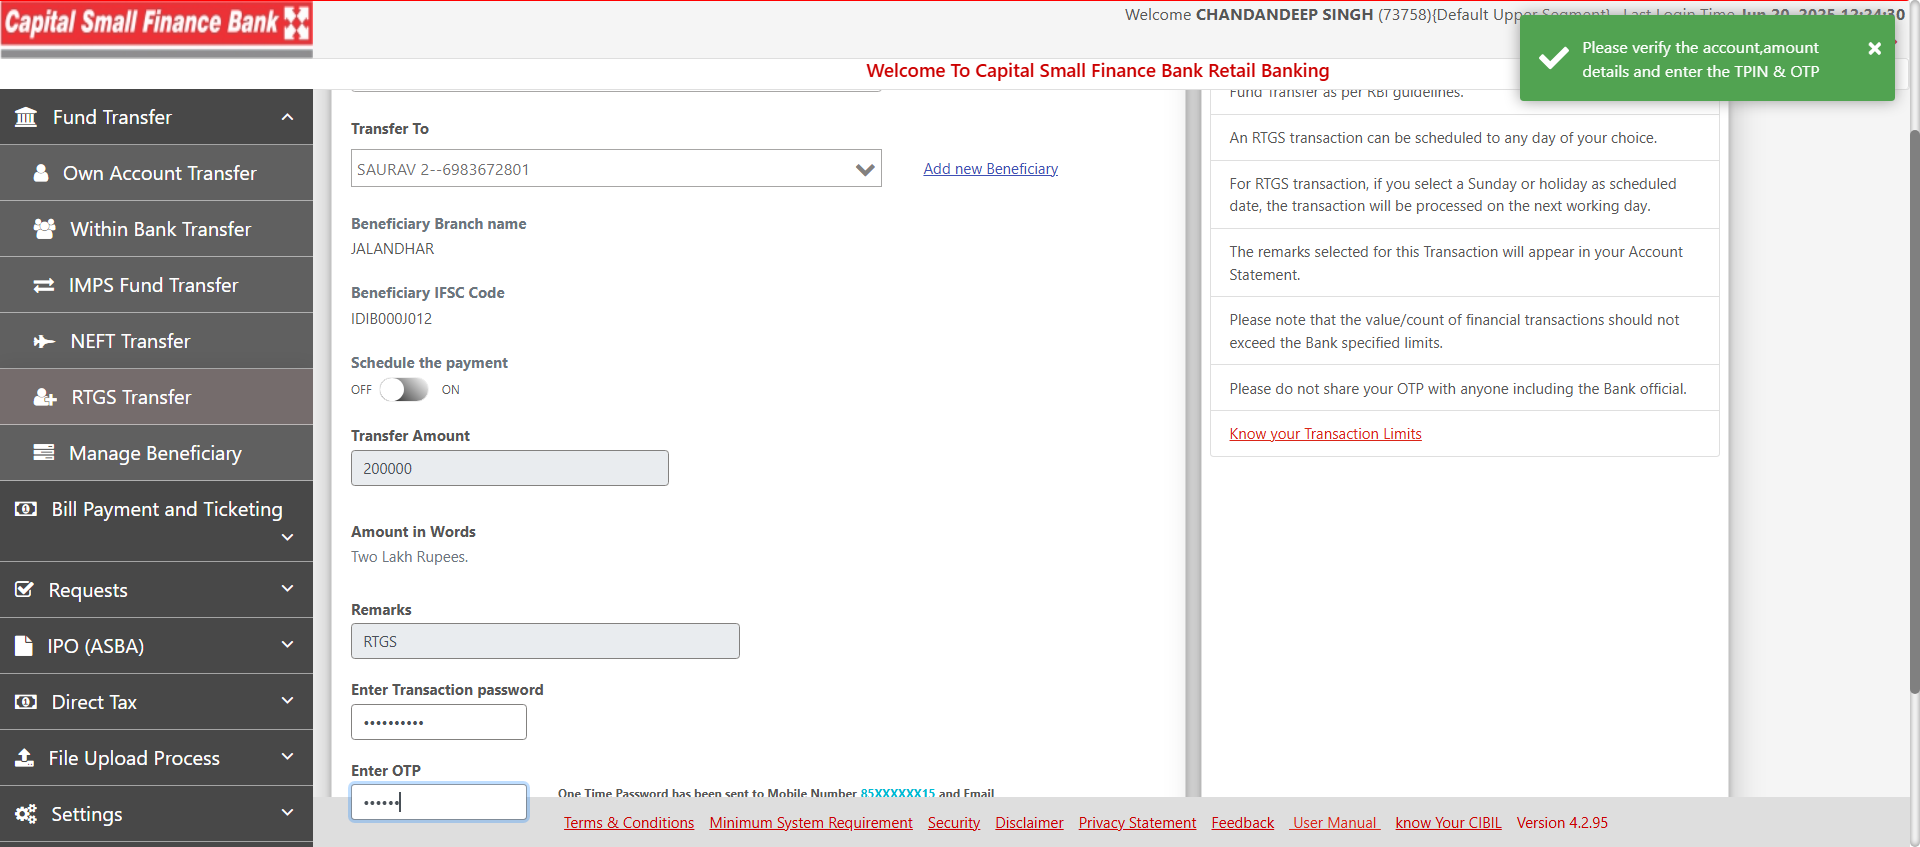 Capital Small Finance Bank
Welcome CHANDANDEEP SINGH (73758){Default Upper Segment} Last Login Time Jun 20, 2025 12:24:30
Please verify the account,amount
details and enter the TPIN & OTP
Welcome To Capital Small Finance Bank Retail Banking
Fund Transfer
Own Account Transfer
Within Bank Transfer
IMPS Fund Transfer
NEFT Transfer
RTGS Transfer
Manage Beneficiary
Bill Payment and Ticketing
Requests
IPO (ASBA)
Direct Tax
File Upload Process
Settings
Transfer To
SAURAV 2--6983672801
Add new Beneficiary
Beneficiary Branch name
JALANDHAR
Beneficiary IFSC Code
IDIB000J012
Schedule the payment
OFF ON
Transfer Amount
200000
Amount in Words
Two Lakh Rupees.
Remarks
RTGS
Enter Transaction password
••••••••••
Enter OTP
••••••
One Time Password has been sent to Mobile Number 85XXXXXX15 and Email
Fund Transfer as per RBI guidelines.
An RTGS transaction can be scheduled to any day of your choice.
For RTGS transaction, if you select a Sunday or holiday as scheduled
date, the transaction will be processed on the next working day.
The remarks selected for this Transaction will appear in your Account
Statement.
Please note that the value/count of financial transactions should not
exceed the Bank specified limits.
Please do not share your OTP with anyone including the Bank official.
Know your Transaction Limits
Terms & Conditions Minimum System Requirement Security Disclaimer Privacy Statement Feedback User Manual know Your CIBIL Version 4.2.95